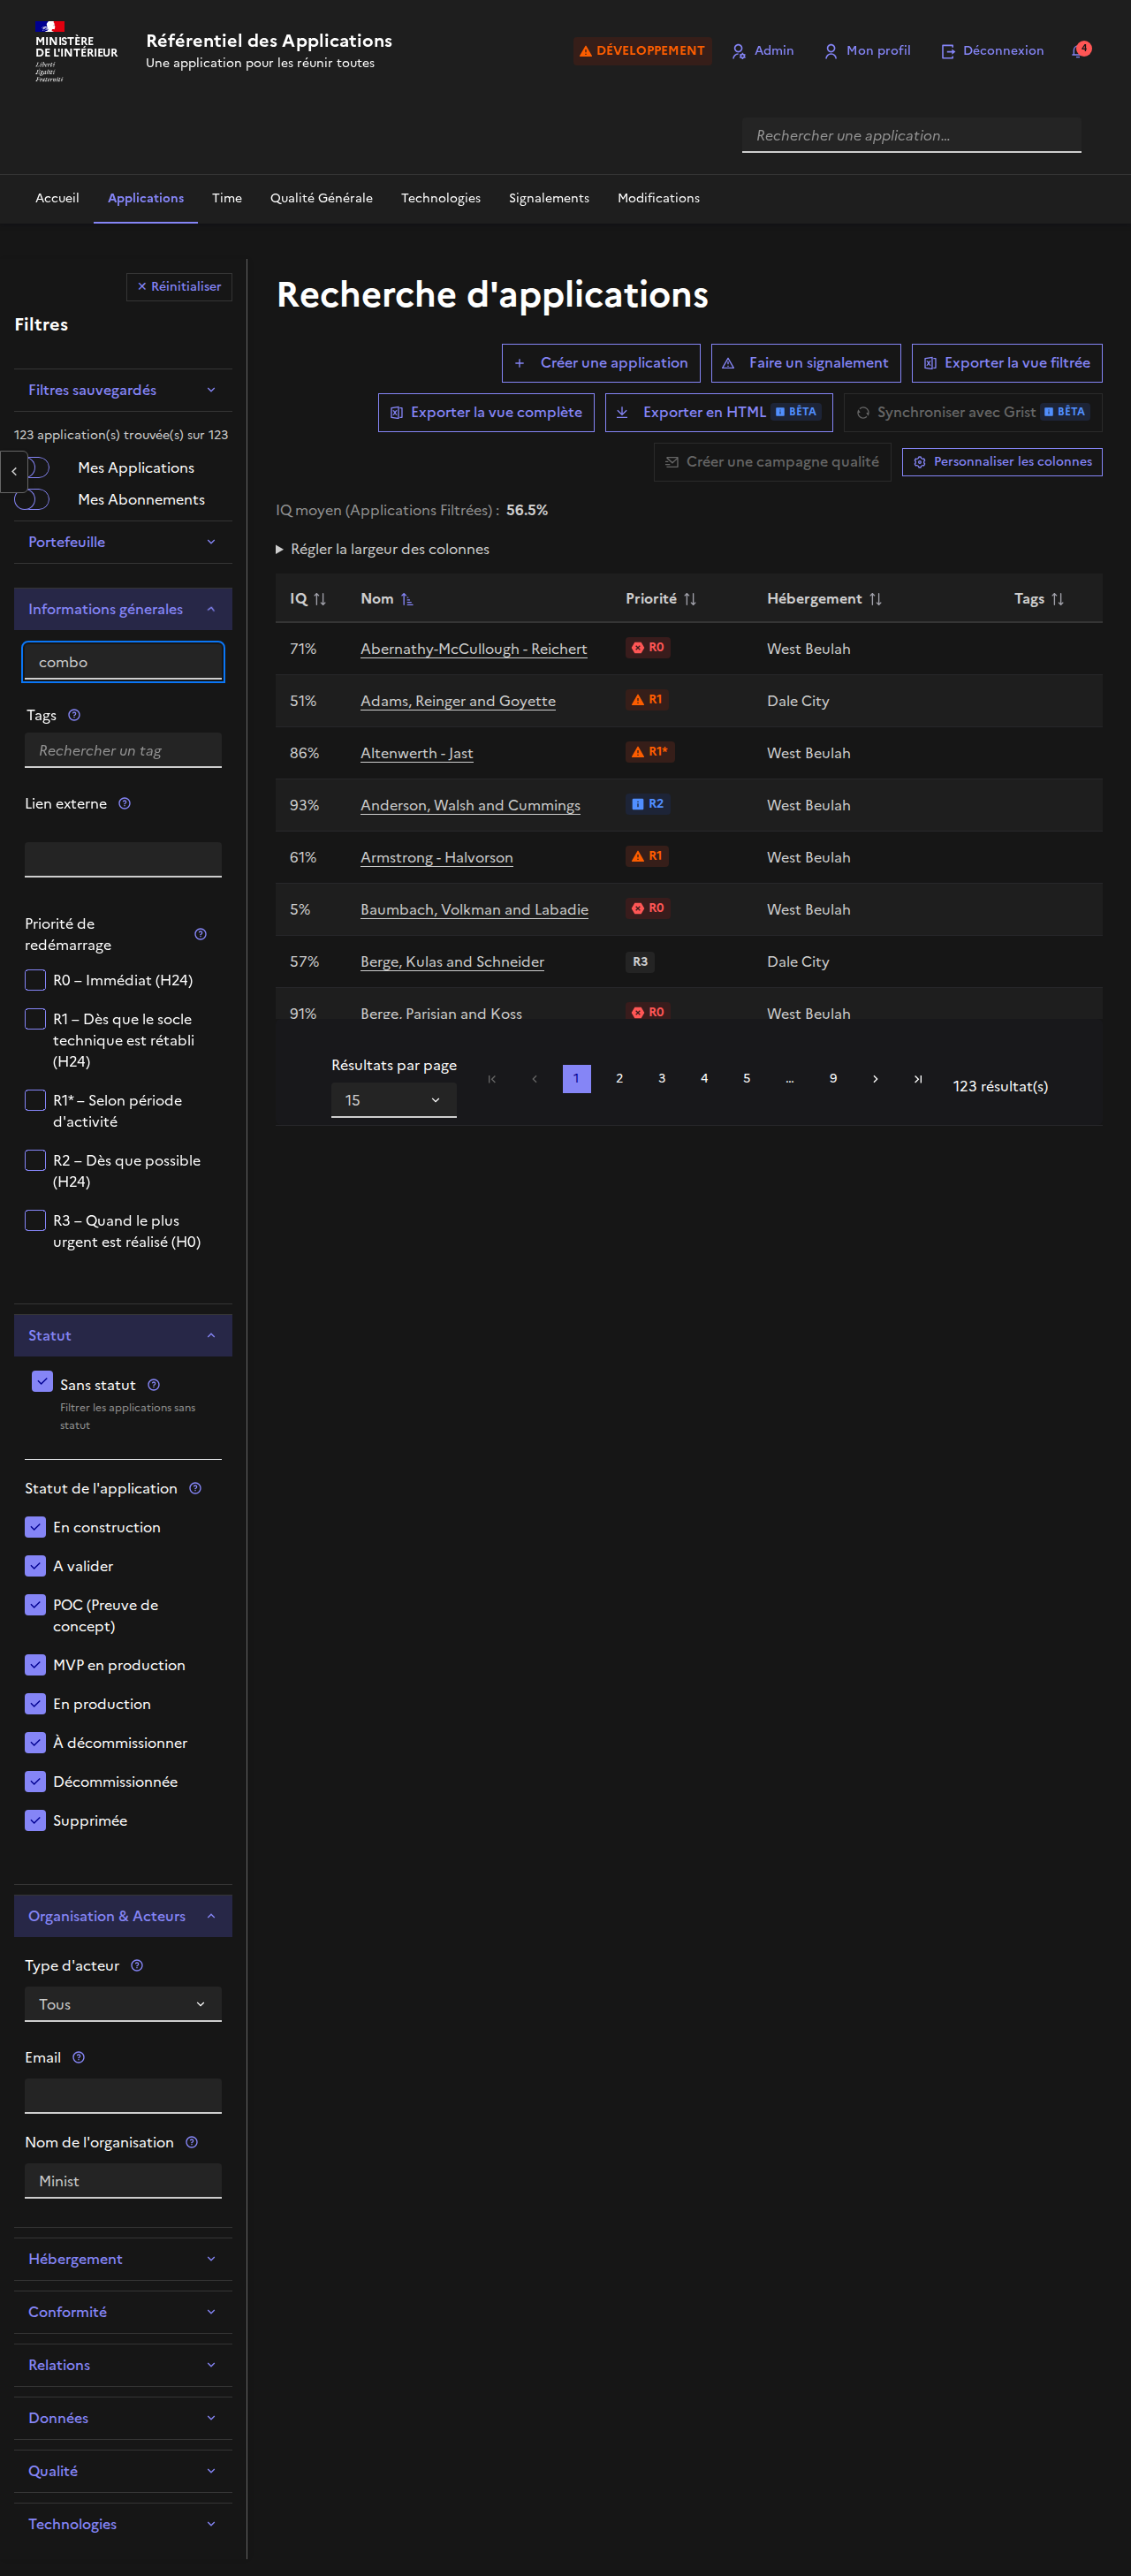 MINISTÈRE
DE L'INTÉRIEUR
Liberté
Égalité
Fraternité
Référentiel des Applications
Une application pour les réunir toutes
DÉVELOPPEMENT
Admin
Mon profil
Déconnexion
4
Rechercher une application...
Accueil
Applications
Time
Qualité Générale
Technologies
Signalements
Modifications
✕ Réinitialiser
Filtres
Filtres sauvegardés
123 application(s) trouvée(s) sur 123
Mes Applications
Mes Abonnements
Portefeuille
Informations génerales
combo
Tags
Rechercher un tag
Lien externe
Priorité de
redémarrage
R0 – Immédiat (H24)
R1 – Dès que le socle
technique est rétabli
(H24)
R1* – Selon période
d'activité
R2 – Dès que possible
(H24)
R3 – Quand le plus
urgent est réalisé (H0)
Statut
Sans statut
Filtrer les applications sans
statut
Statut de l'application
En construction
A valider
POC (Preuve de
concept)
MVP en production
En production
À décommissionner
Décommissionnée
Supprimée
Organisation & Acteurs
Type d'acteur
Tous
Email
Nom de l'organisation
Minist
Hébergement
Conformité
Relations
Données
Qualité
Technologies
Recherche d'applications
Créer une application
Faire un signalement
Exporter la vue filtrée
Exporter la vue complète
Exporter en HTML BÊTA
Synchroniser avec Grist BÊTA
Créer une campagne qualité
Personnaliser les colonnes
IQ moyen (Applications Filtrées) : 56.5%
Régler la largeur des colonnes
IQ Nom Priorité Hébergement Tags
71% Abernathy-McCullough - Reichert R0 West Beulah
51% Adams, Reinger and Goyette R1 Dale City
86% Altenwerth - Jast R1* West Beulah
93% Anderson, Walsh and Cummings R2 West Beulah
61% Armstrong - Halvorson R1 West Beulah
5% Baumbach, Volkman and Labadie R0 West Beulah
57% Berge, Kulas and Schneider R3 Dale City
91% Berge, Parisian and Koss R0 West Beulah
Résultats par page
15
1 2 3 4 5 ... 9
123 résultat(s)